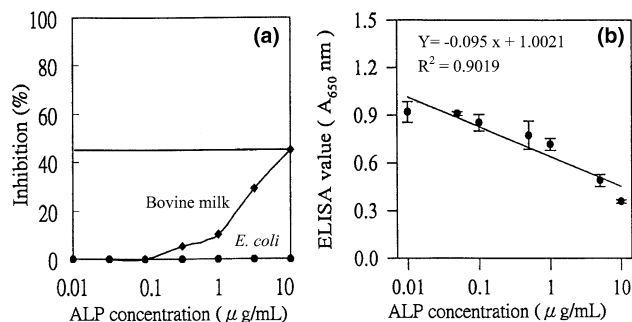 (a)
Inhibition (%)
100
80
60
40
20
0
Bovine milk
E. coli
0.01
0.1
1
10
ALP concentration ( μ g/mL)
(b)
Y= -0.095 x + 1.0021
R2 = 0.9019
ELISA value ( A650 nm )
1.5
1.2
0.9
0.6
0.3
0.0
0.01
0.1
1
10
ALP concentration ( μ g/mL)